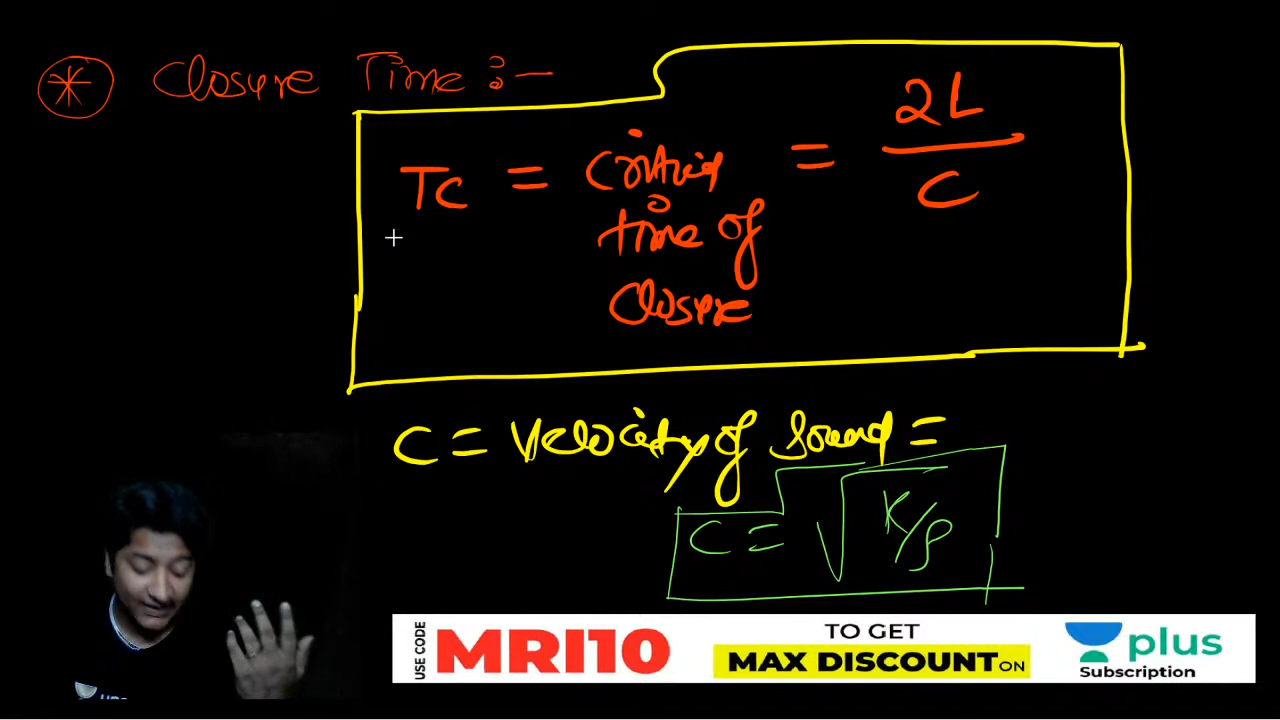 * Closure Time :-
TC = Critical time of closure = 2L / C
C = Velocity of Sound =
C = √K/ρ
USE CODE
MRI10
TO GET
MAX DISCOUNT ON
plus
Subscription